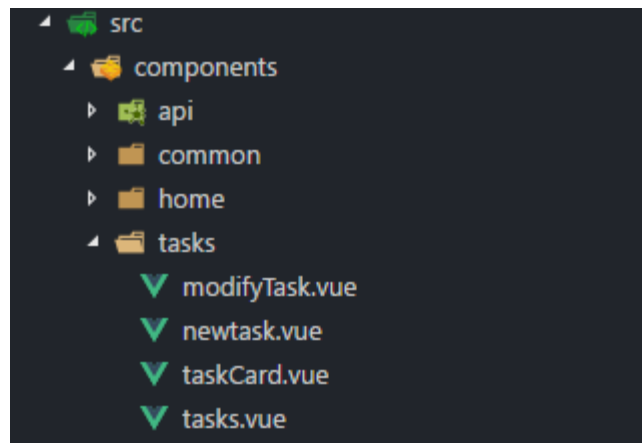 src
components
api
common
home
tasks
modifyTask.vue
newtask.vue
taskCard.vue
tasks.vue